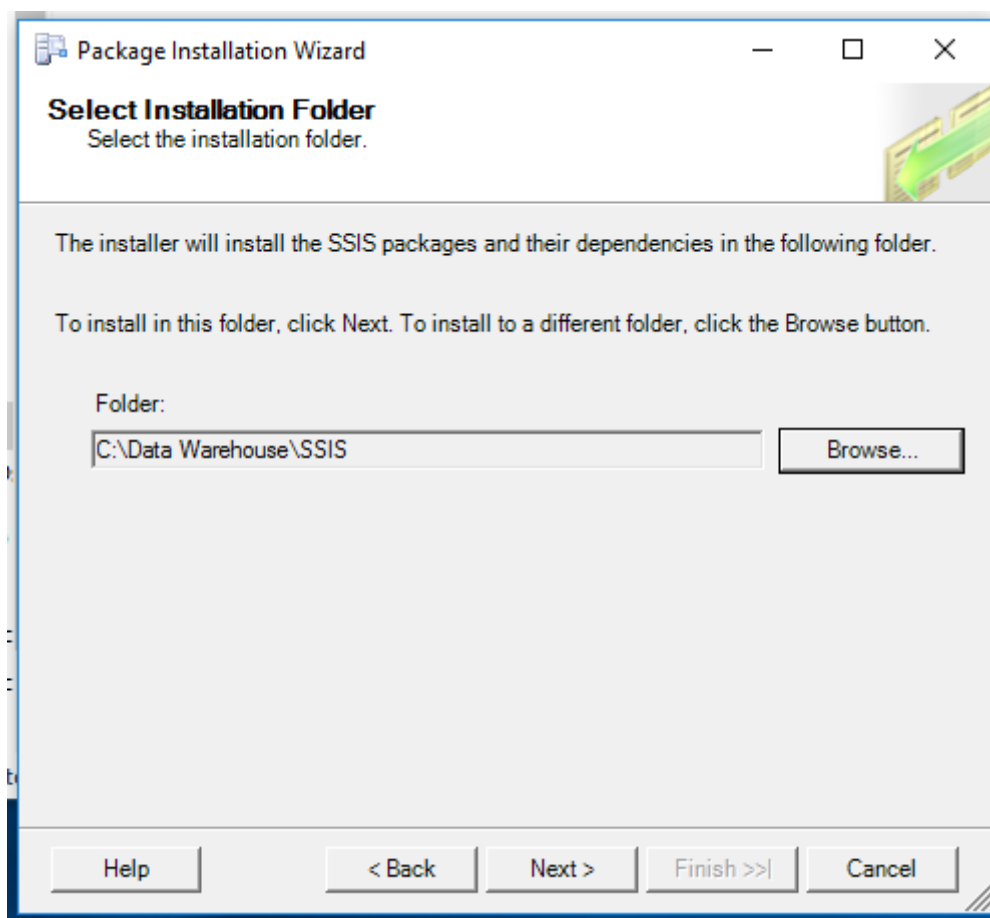 Package Installation Wizard
Select Installation Folder
Select the installation folder.
The installer will install the SSIS packages and their dependencies in the following folder.
To install in this folder, click Next. To install to a different folder, click the Browse button.
Folder:
C:\Data Warehouse\SSIS
Browse...
Help
< Back
Next >
Finish >>|
Cancel